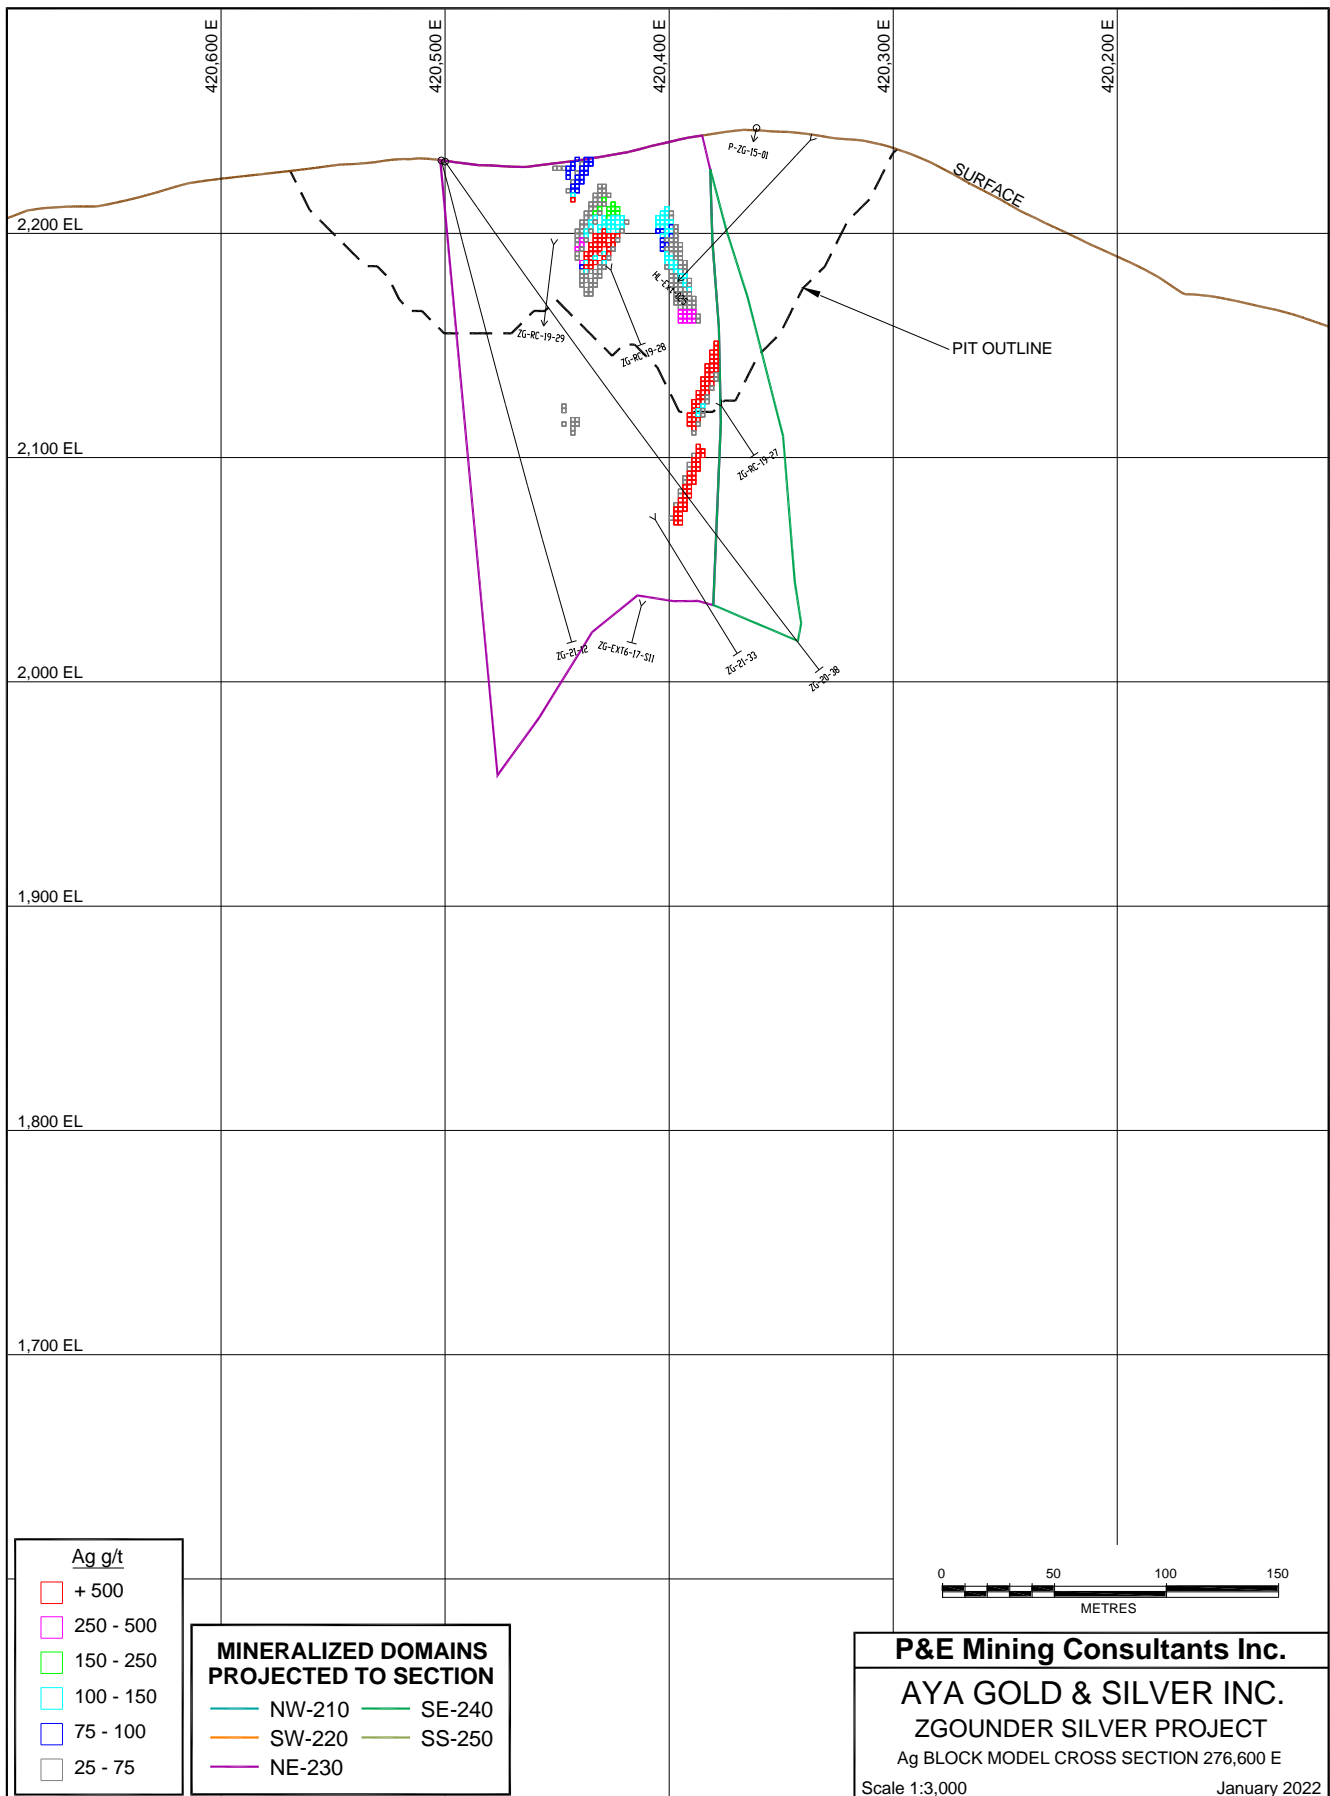 420,600 E
420,500 E
420,400 E
420,300 E
420,200 E
P-ZG-15-01
SURFACE
2,200 EL
ZG-RC-19-29
ZG-RC-19-28
PIT OUTLINE
2,100 EL
ZG-RC-19-27
ZG-21-12
ZG-EXT6-17-S11
ZG-21-33
ZG-20-38
2,000 EL
1,900 EL
1,800 EL
1,700 EL
Ag g/t
+ 500
250 - 500
150 - 250
100 - 150
75 - 100
25 - 75
MINERALIZED DOMAINS
PROJECTED TO SECTION
NW-210 SE-240
SW-220 SS-250
NE-230
0 50 100 150
METRES
P&E Mining Consultants Inc.
AYA GOLD & SILVER INC.
ZGOUNDER SILVER PROJECT
Ag BLOCK MODEL CROSS SECTION 276,600 E
Scale 1:3,000 January 2022